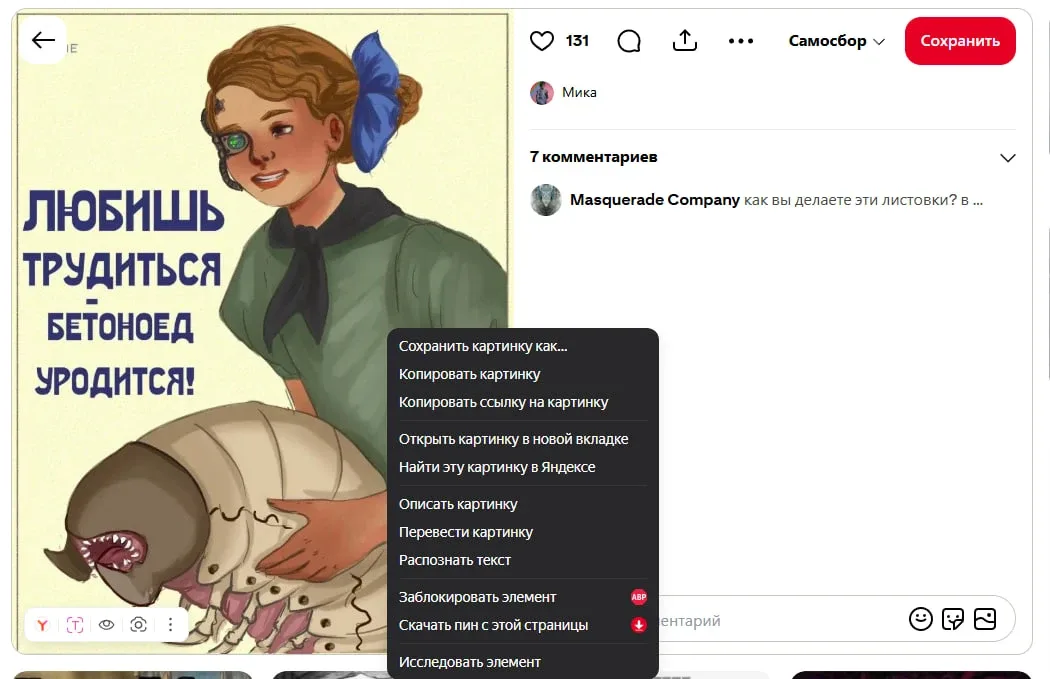 131
Самосбор
Сохранить
Мика
7 комментариев
Masquerade Company как вы делаете эти листовки? в ...
ЛЮБИШЬ
ТРУДИТЬСЯ
-
БЕТОНОЕД
УРОДИТСЯ!
Сохранить картинку как...
Копировать картинку
Копировать ссылку на картинку
Открыть картинку в новой вкладке
Найти эту картинку в Яндексе
Описать картинку
Перевести картинку
Распознать текст
Заблокировать элемент
ABP
Скачать пин с этой страницы
Исследовать элемент
Y
T